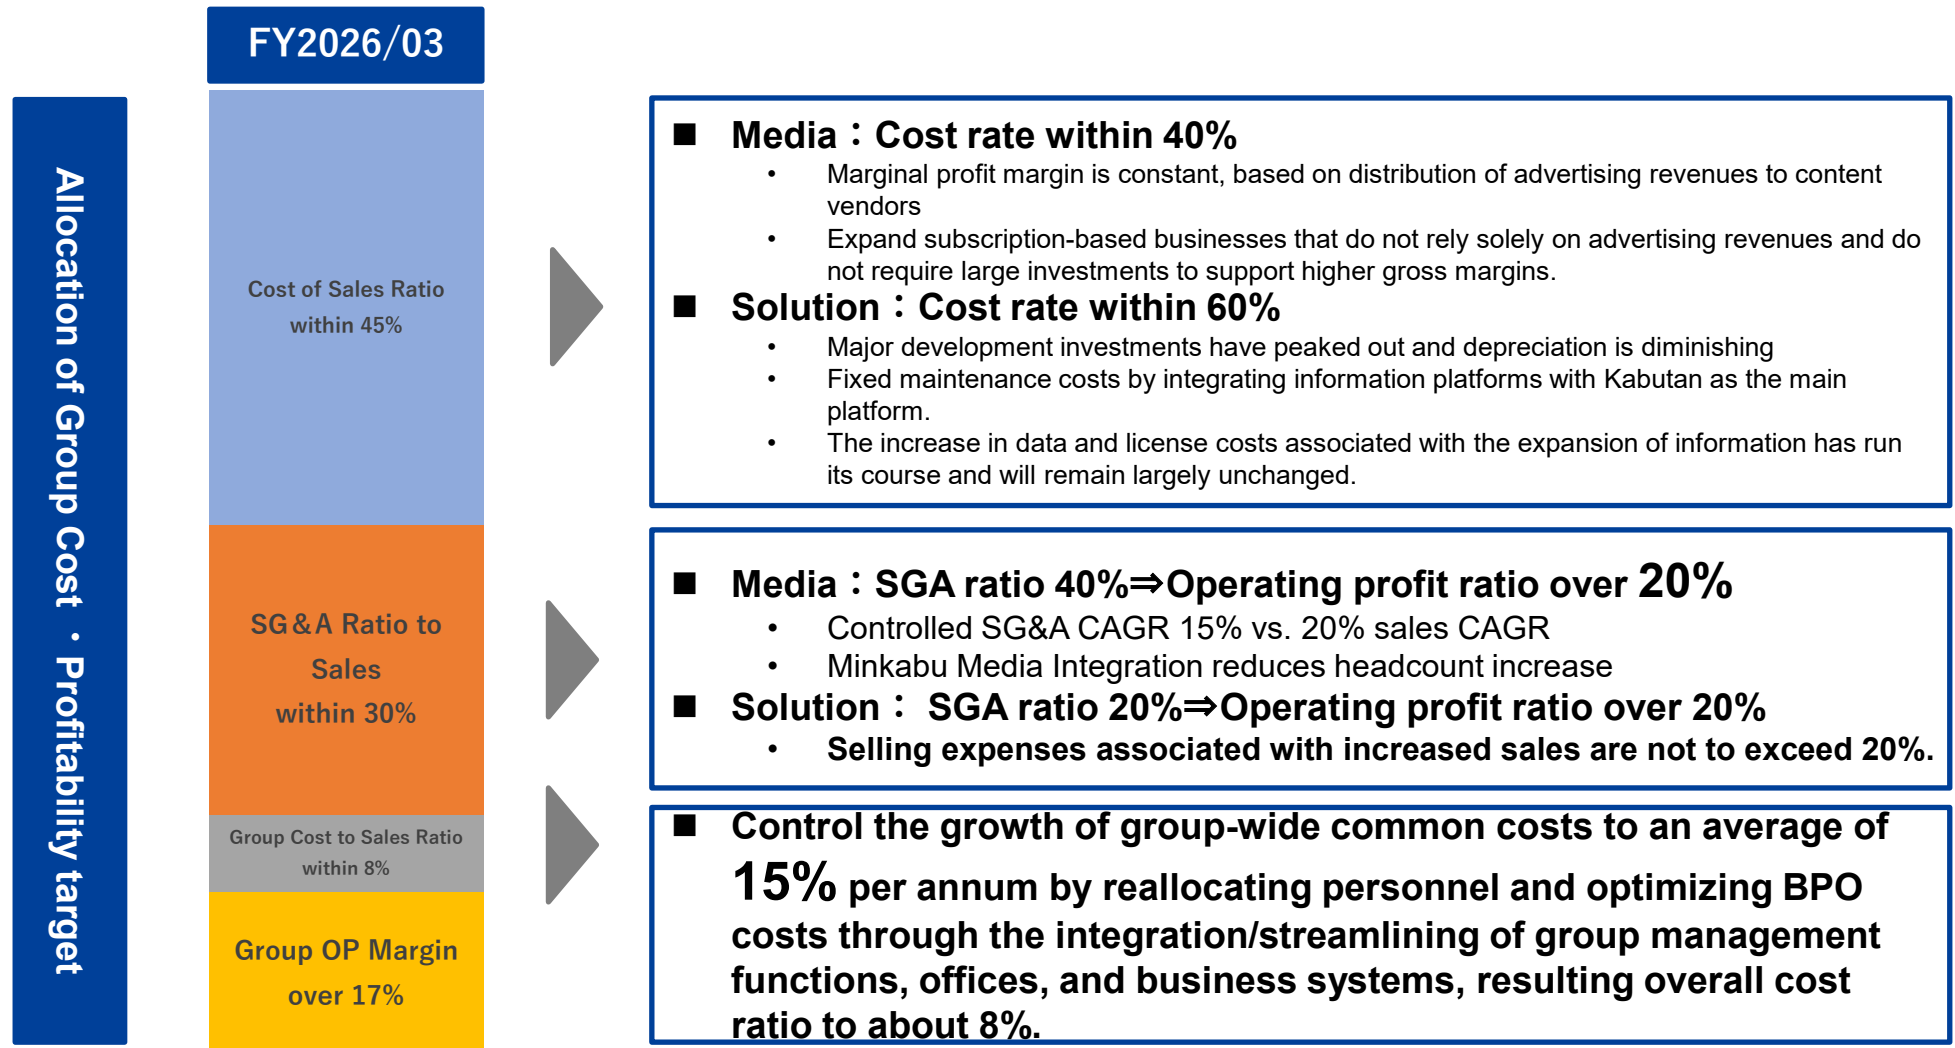 FY2026/03
Allocation of Group Cost・Profitability target
Cost of Sales Ratio
within 45%
SG&A Ratio to
Sales
within 30%
Group Cost to Sales Ratio
within 8%
Group OP Margin
over 17%
■ Media：Cost rate within 40%
• Marginal profit margin is constant, based on distribution of advertising revenues to content
vendors
• Expand subscription-based businesses that do not rely solely on advertising revenues and do
not require large investments to support higher gross margins.
■ Solution：Cost rate within 60%
• Major development investments have peaked out and depreciation is diminishing
• Fixed maintenance costs by integrating information platforms with Kabutan as the main
platform.
• The increase in data and license costs associated with the expansion of information has run
its course and will remain largely unchanged.
■ Media：SGA ratio 40%⇒Operating profit ratio over 20%
• Controlled SG&A CAGR 15% vs. 20% sales CAGR
• Minkabu Media Integration reduces headcount increase
■ Solution： SGA ratio 20%⇒Operating profit ratio over 20%
• Selling expenses associated with increased sales are not to exceed 20%.
■ Control the growth of group-wide common costs to an average of
15% per annum by reallocating personnel and optimizing BPO
costs through the integration/streamlining of group management
functions, offices, and business systems, resulting overall cost
ratio to about 8%.